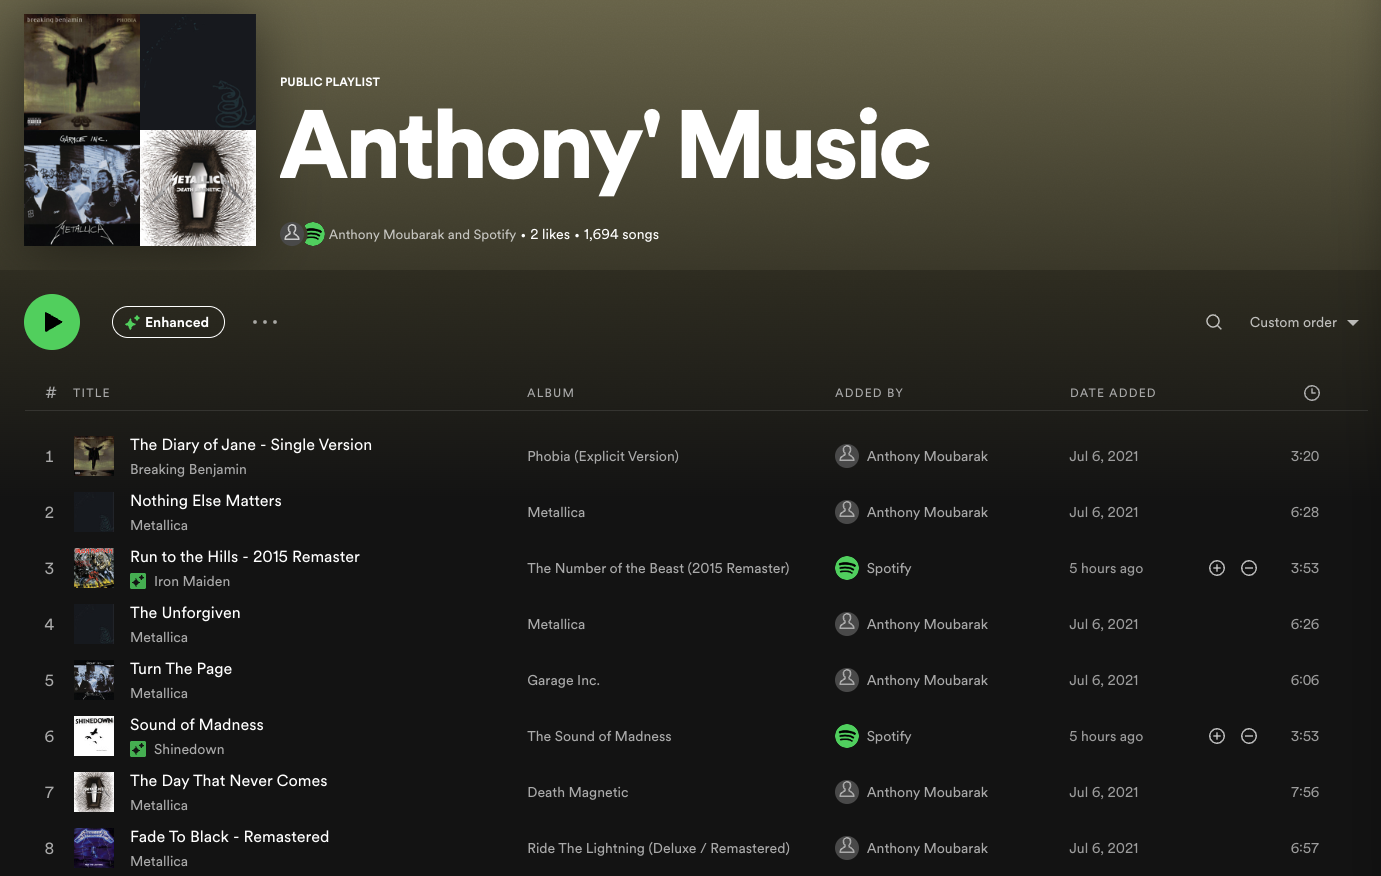 breaking benjamin PHOBIA
GARAGE INC.
METALLICA
METALLICA
DEATH MAGNETIC
PUBLIC PLAYLIST
Anthony' Music
Anthony Moubarak and Spotify • 2 likes • 1,694 songs
Enhanced
Custom order
# TITLE ALBUM ADDED BY DATE ADDED
1 The Diary of Jane - Single Version
Breaking Benjamin
Phobia (Explicit Version) Anthony Moubarak Jul 6, 2021 3:20
2 Nothing Else Matters
Metallica
Metallica Anthony Moubarak Jul 6, 2021 6:28
3 Run to the Hills - 2015 Remaster
Iron Maiden
The Number of the Beast (2015 Remaster) Spotify 5 hours ago 3:53
4 The Unforgiven
Metallica
Metallica Anthony Moubarak Jul 6, 2021 6:26
5 Turn The Page
Metallica
Garage Inc. Anthony Moubarak Jul 6, 2021 6:06
SHINEDOWN
6 Sound of Madness
Shinedown
The Sound of Madness Spotify 5 hours ago 3:53
7 The Day That Never Comes
Metallica
Death Magnetic Anthony Moubarak Jul 6, 2021 7:56
8 Fade To Black - Remastered
Metallica
Ride The Lightning (Deluxe / Remastered) Anthony Moubarak Jul 6, 2021 6:57